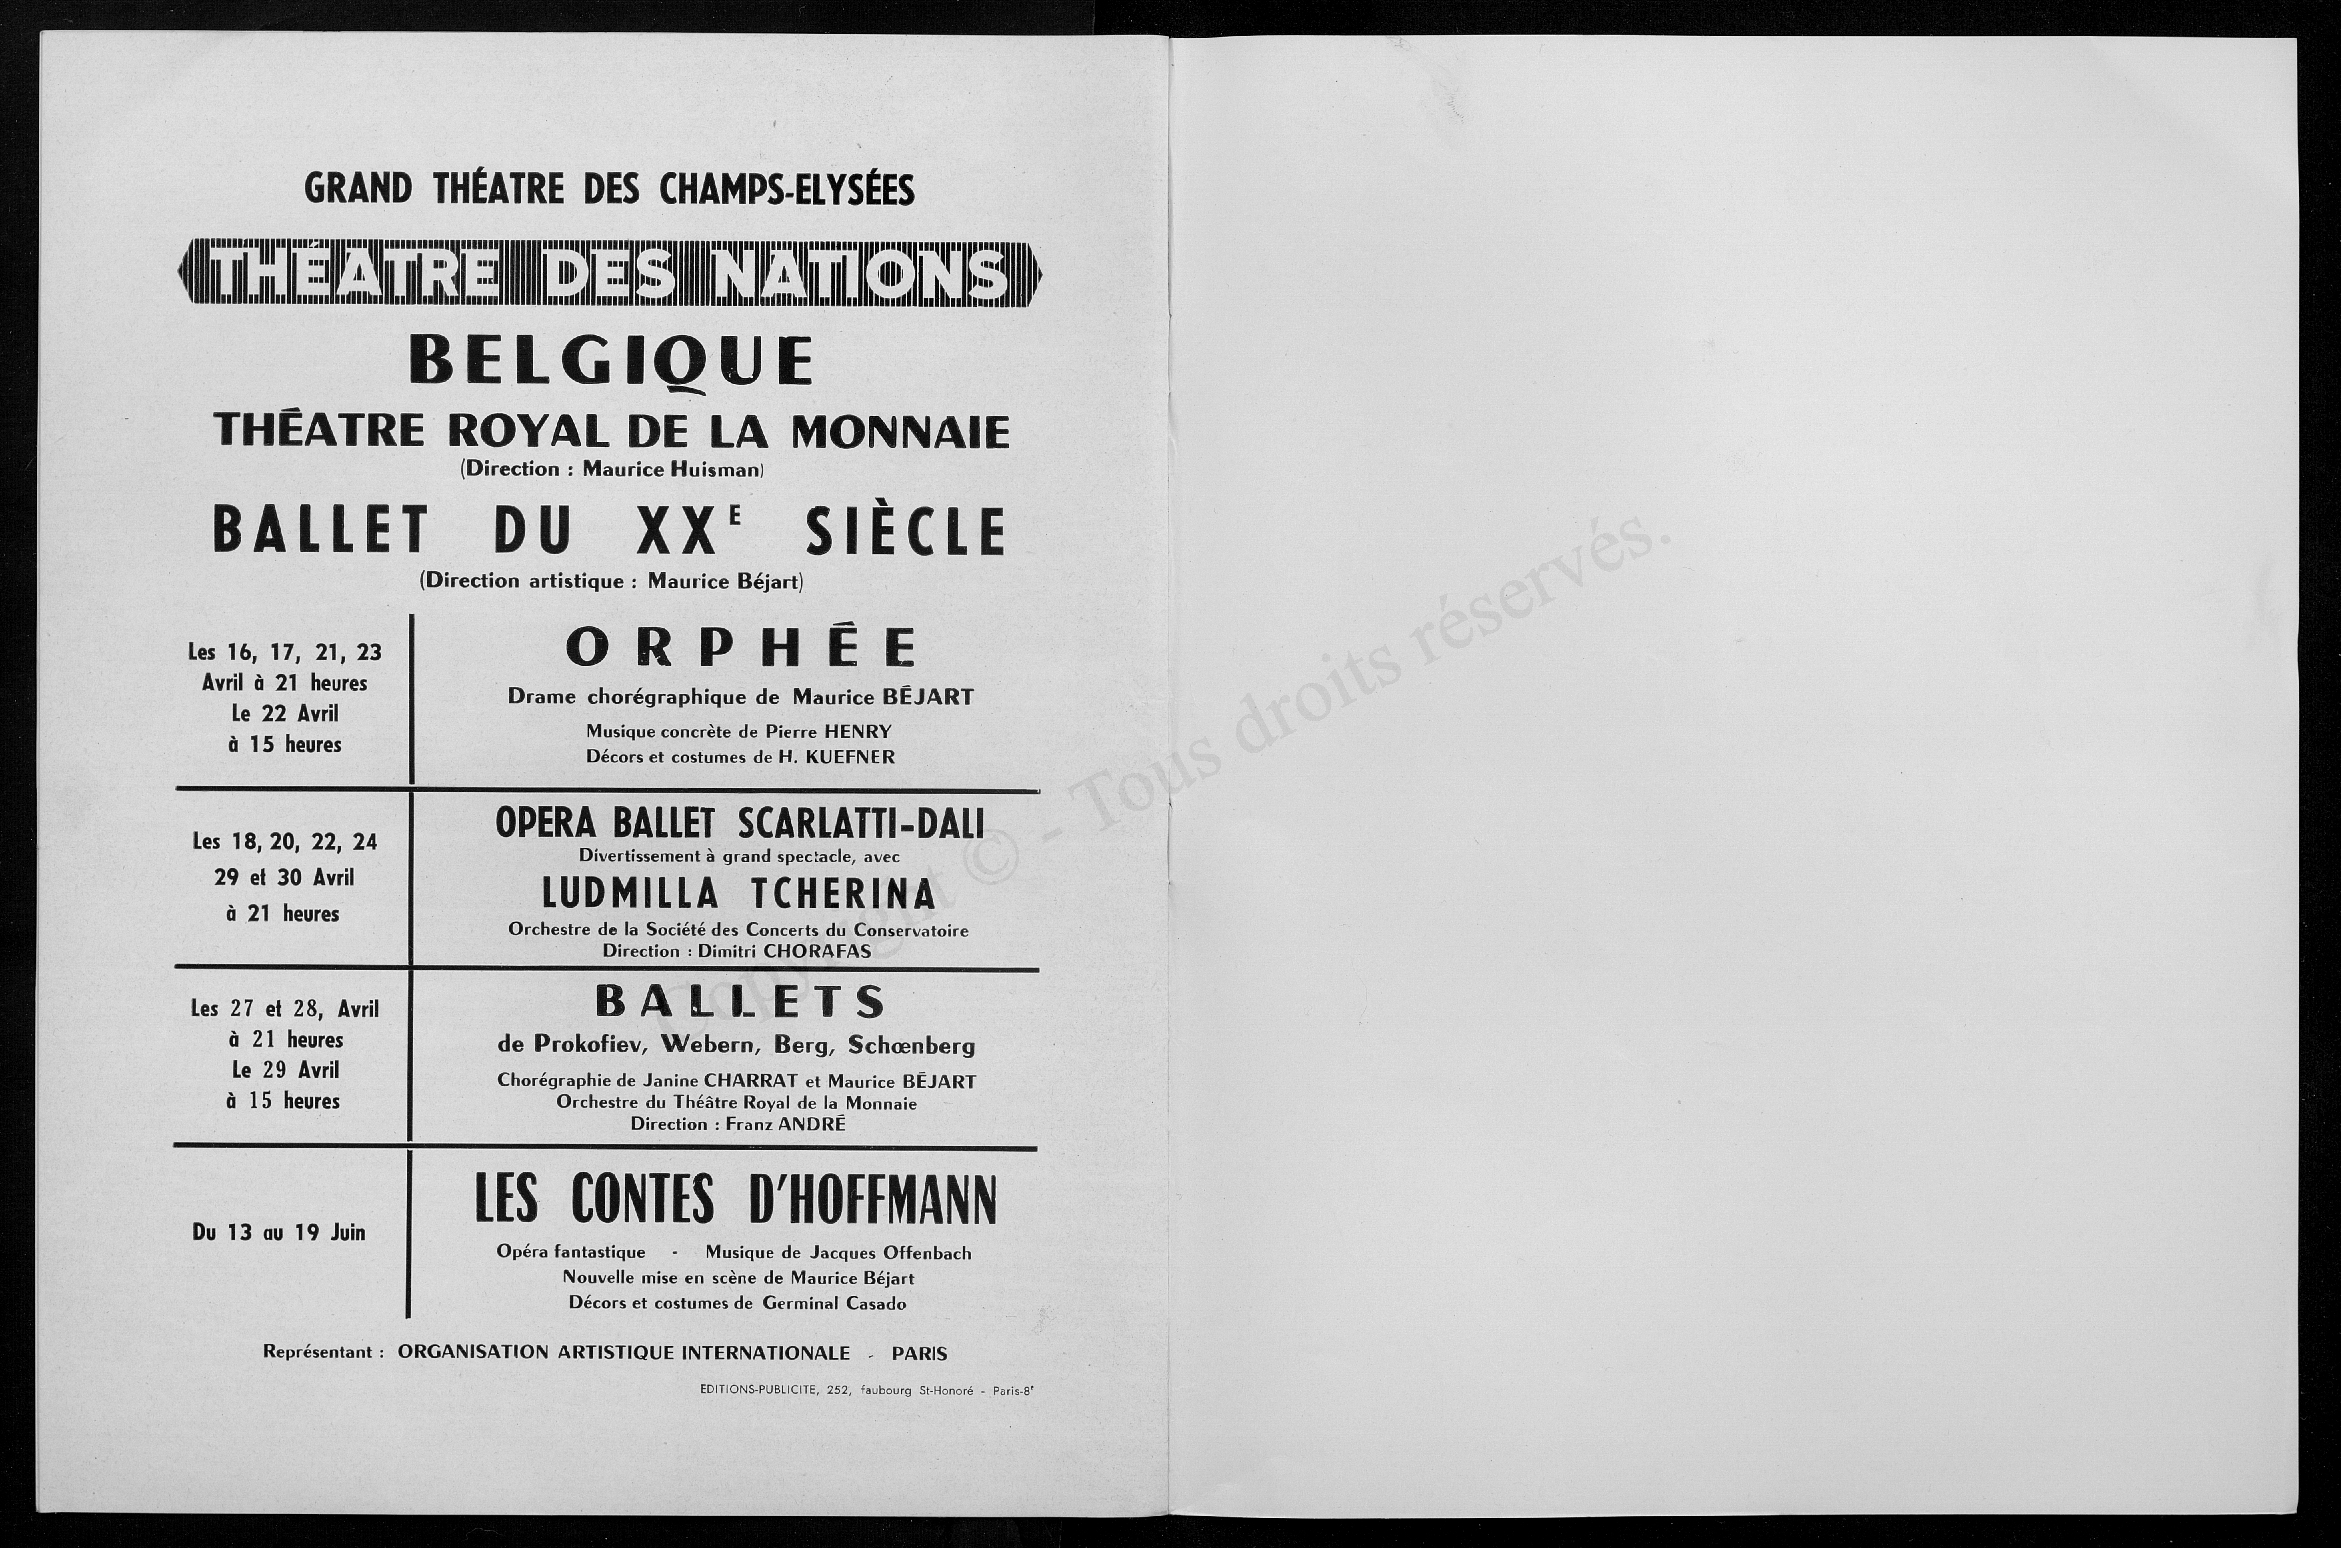 GRAND THÉATRE DES CHAMPS-ELYSÉES
THÉATRE DES NATIONS
BELGIQUE
THÉATRE ROYAL DE LA MONNAIE
(Direction : Maurice Huisman)
BALLET DU XXE SIÈCLE
(Direction artistique : Maurice Béjart)
Les 16, 17, 21, 23
Avril à 21 heures
Le 22 Avril
à 15 heures
ORPHÉE
Drame chorégraphique de Maurice BÉJART
Musique concrète de Pierre HENRY
Décors et costumes de H. KUEFNER
Les 18, 20, 22, 24
29 et 30 Avril
à 21 heures
OPERA BALLET SCARLATTI-DALI
Divertissement à grand spectacle, avec
LUDMILLA TCHERINA
Orchestre de la Société des Concerts du Conservatoire
Direction : Dimitri CHORAFAS
Les 27 et 28, Avril
à 21 heures
Le 29 Avril
à 15 heures
BALLETS
de Prokofiev, Webern, Berg, Schœnberg
Chorégraphie de Janine CHARRAT et Maurice BÉJART
Orchestre du Théâtre Royal de la Monnaie
Direction : Franz ANDRÉ
Du 13 au 19 Juin
LES CONTES D'HOFFMANN
Opéra fantastique - Musique de Jacques Offenbach
Nouvelle mise en scène de Maurice Béjart
Décors et costumes de Germinal Casado
Représentant : ORGANISATION ARTISTIQUE INTERNATIONALE - PARIS
EDITIONS-PUBLICITE, 252, faubourg St-Honoré - Paris-8e
Copyright © - Tous droits réservés.